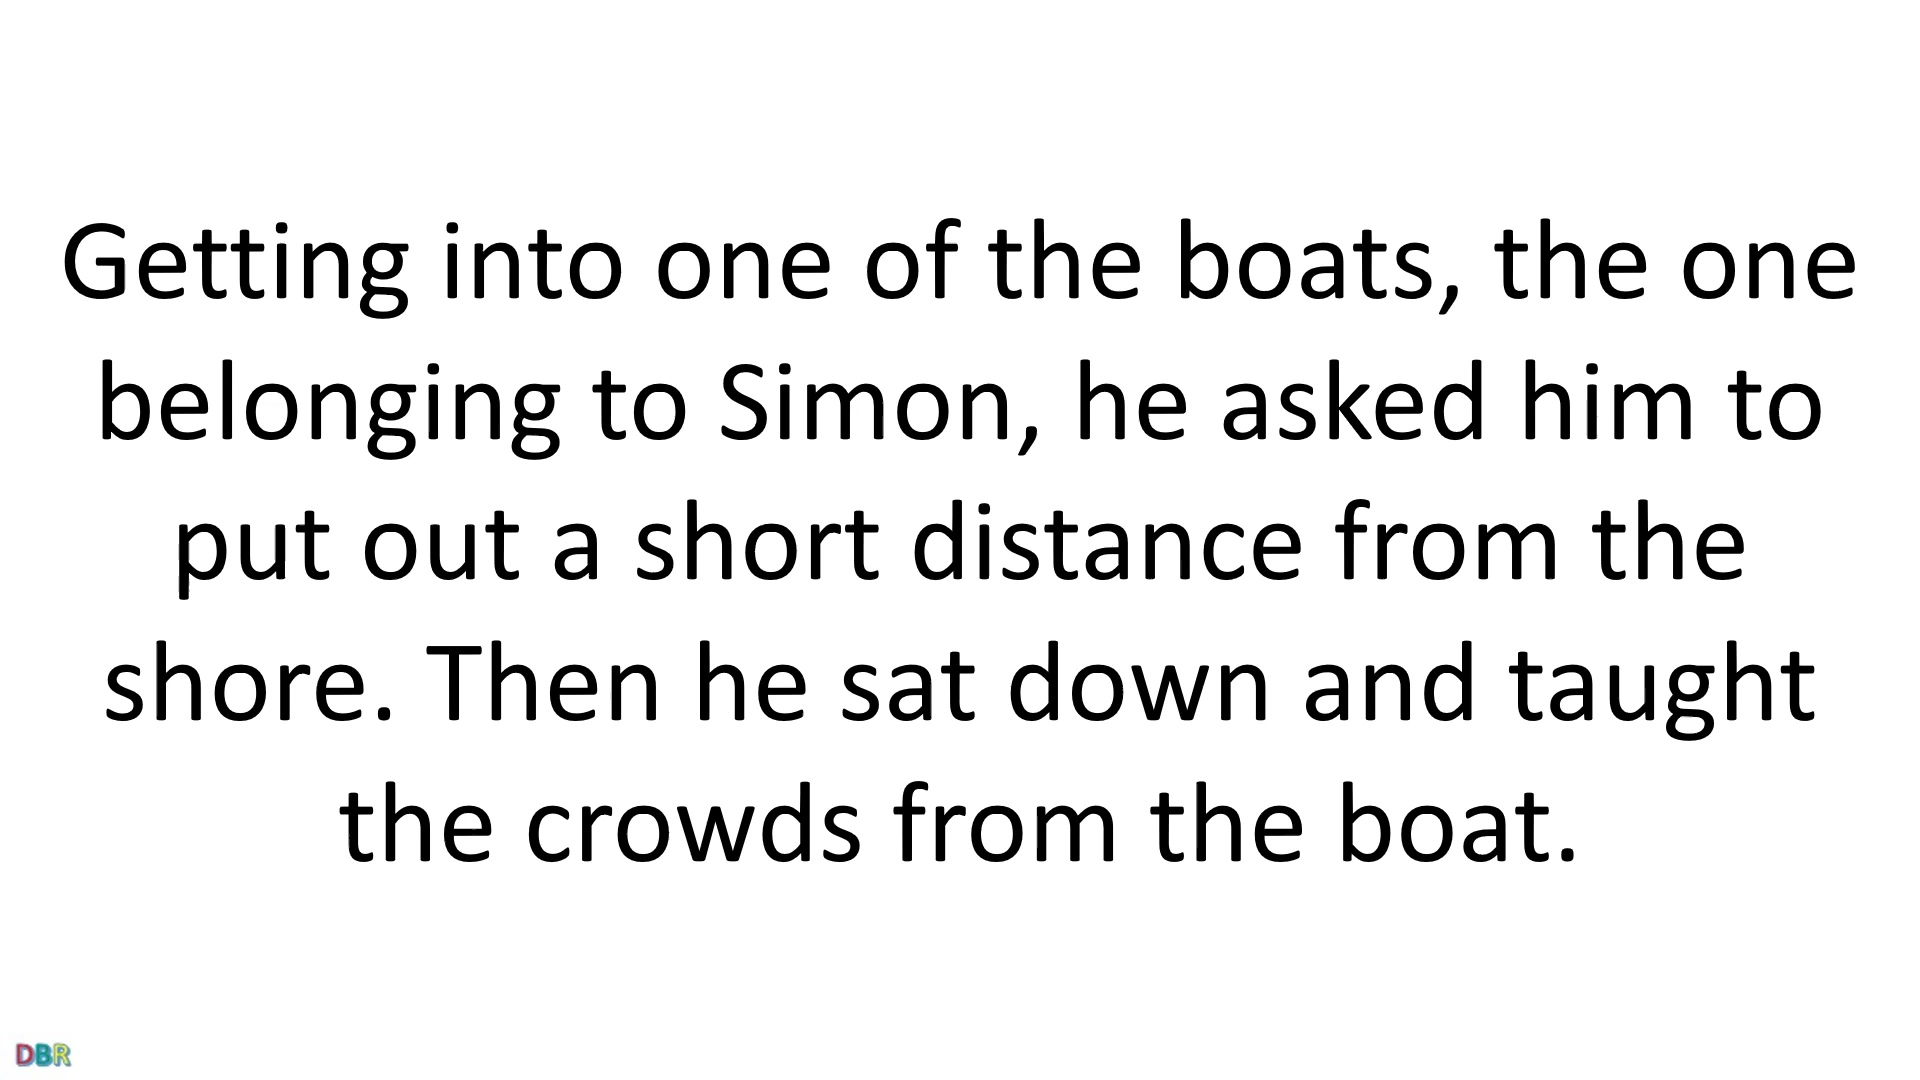 Getting into one of the boats, the one
belonging to Simon, he asked him to
put out a short distance from the
shore. Then he sat down and taught
the crowds from the boat.
DBR